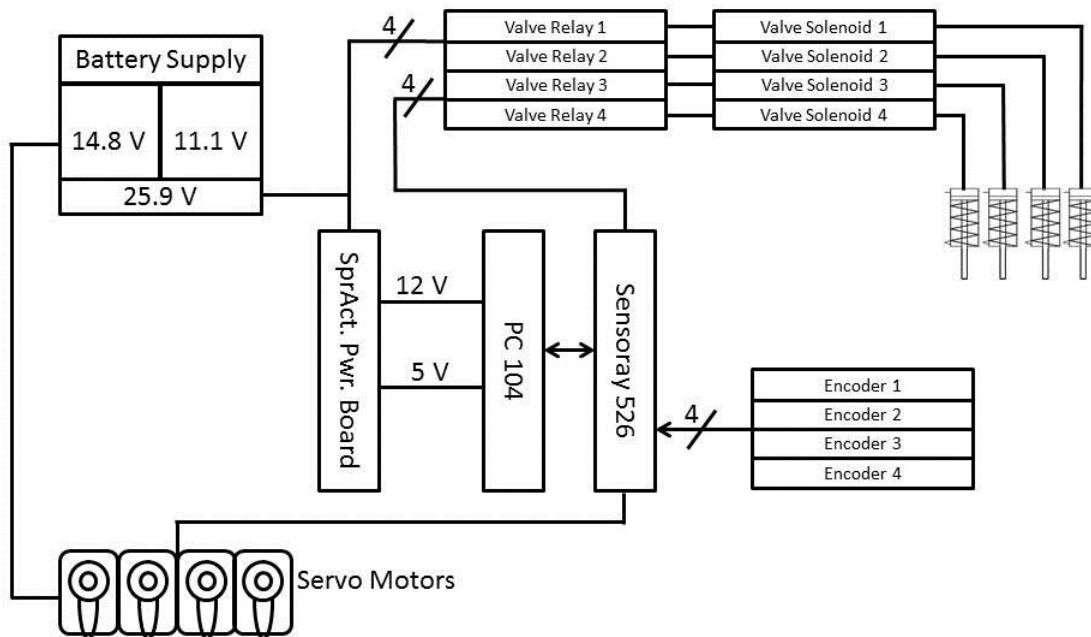 Battery Supply
14.8 V
11.1 V
25.9 V
4
4
Valve Relay 1
Valve Relay 2
Valve Relay 3
Valve Relay 4
Valve Solenoid 1
Valve Solenoid 2
Valve Solenoid 3
Valve Solenoid 4
SprAct. Pwr. Board
12 V
5 V
PC 104
Sensoray 526
4
Encoder 1
Encoder 2
Encoder 3
Encoder 4
Servo Motors